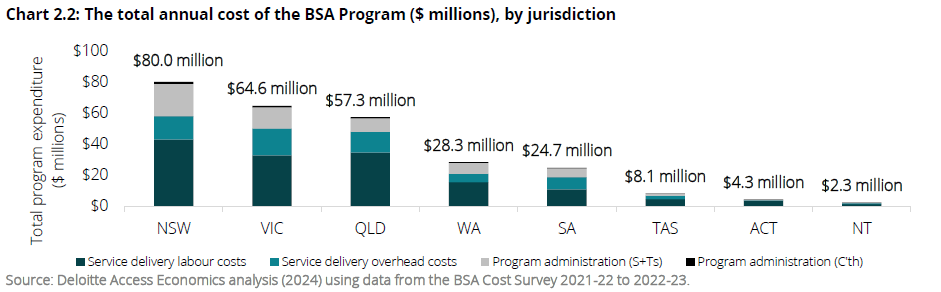 Chart 2.2: The total annual cost of the BSA Program ($ millions), by jurisdiction
Total program expenditure
($ millions)
$100
$80
$60
$40
$20
$0
$80.0 million
$64.6 million
$57.3 million
$28.3 million
$24.7 million
$8.1 million
$4.3 million
$2.3 million
NSW
VIC
QLD
WA
SA
TAS
ACT
NT
Service delivery labour costs
Service delivery overhead costs
Program administration (S+Ts)
Program administration (C'th)
Source: Deloitte Access Economics analysis (2024) using data from the BSA Cost Survey 2021-22 to 2022-23.